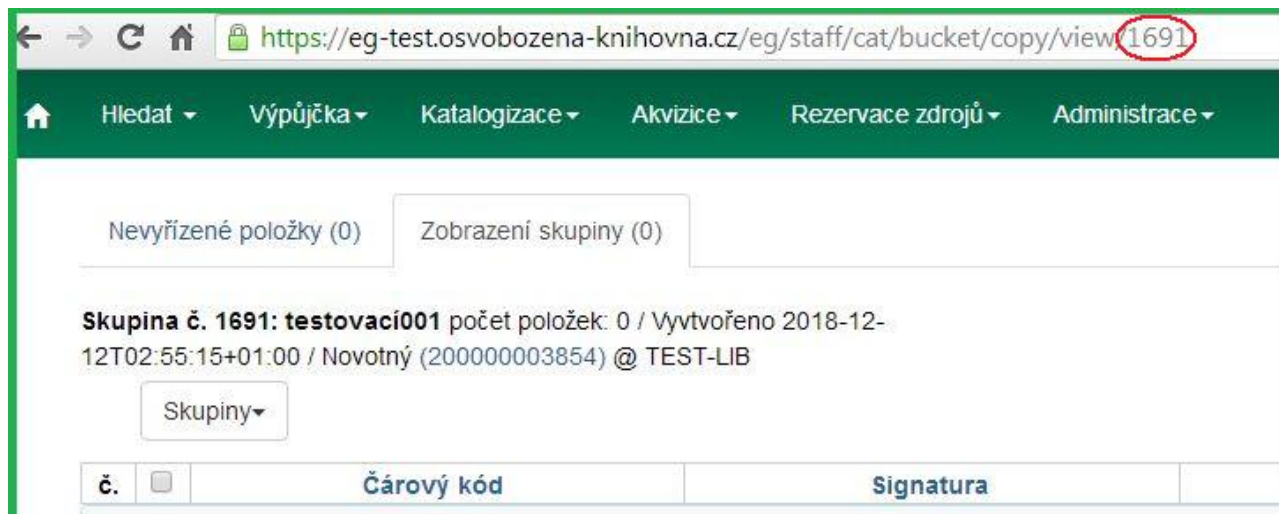 https://eg-test.osvobozena-knihovna.cz/eg/staff/cat/bucket/copy/view/1691
Hledat Výpůjčka Katalogizace Akvizice Rezervace zdrojů Administrace
Nevyřízené položky (0) Zobrazení skupiny (0)
Skupina č. 1691: testovací001 počet položek: 0 / Vyvtvořeno 2018-12-
12T02:55:15+01:00 / Novotný (200000003854) @ TEST-LIB
Skupiny
č. Čárový kód Signatura